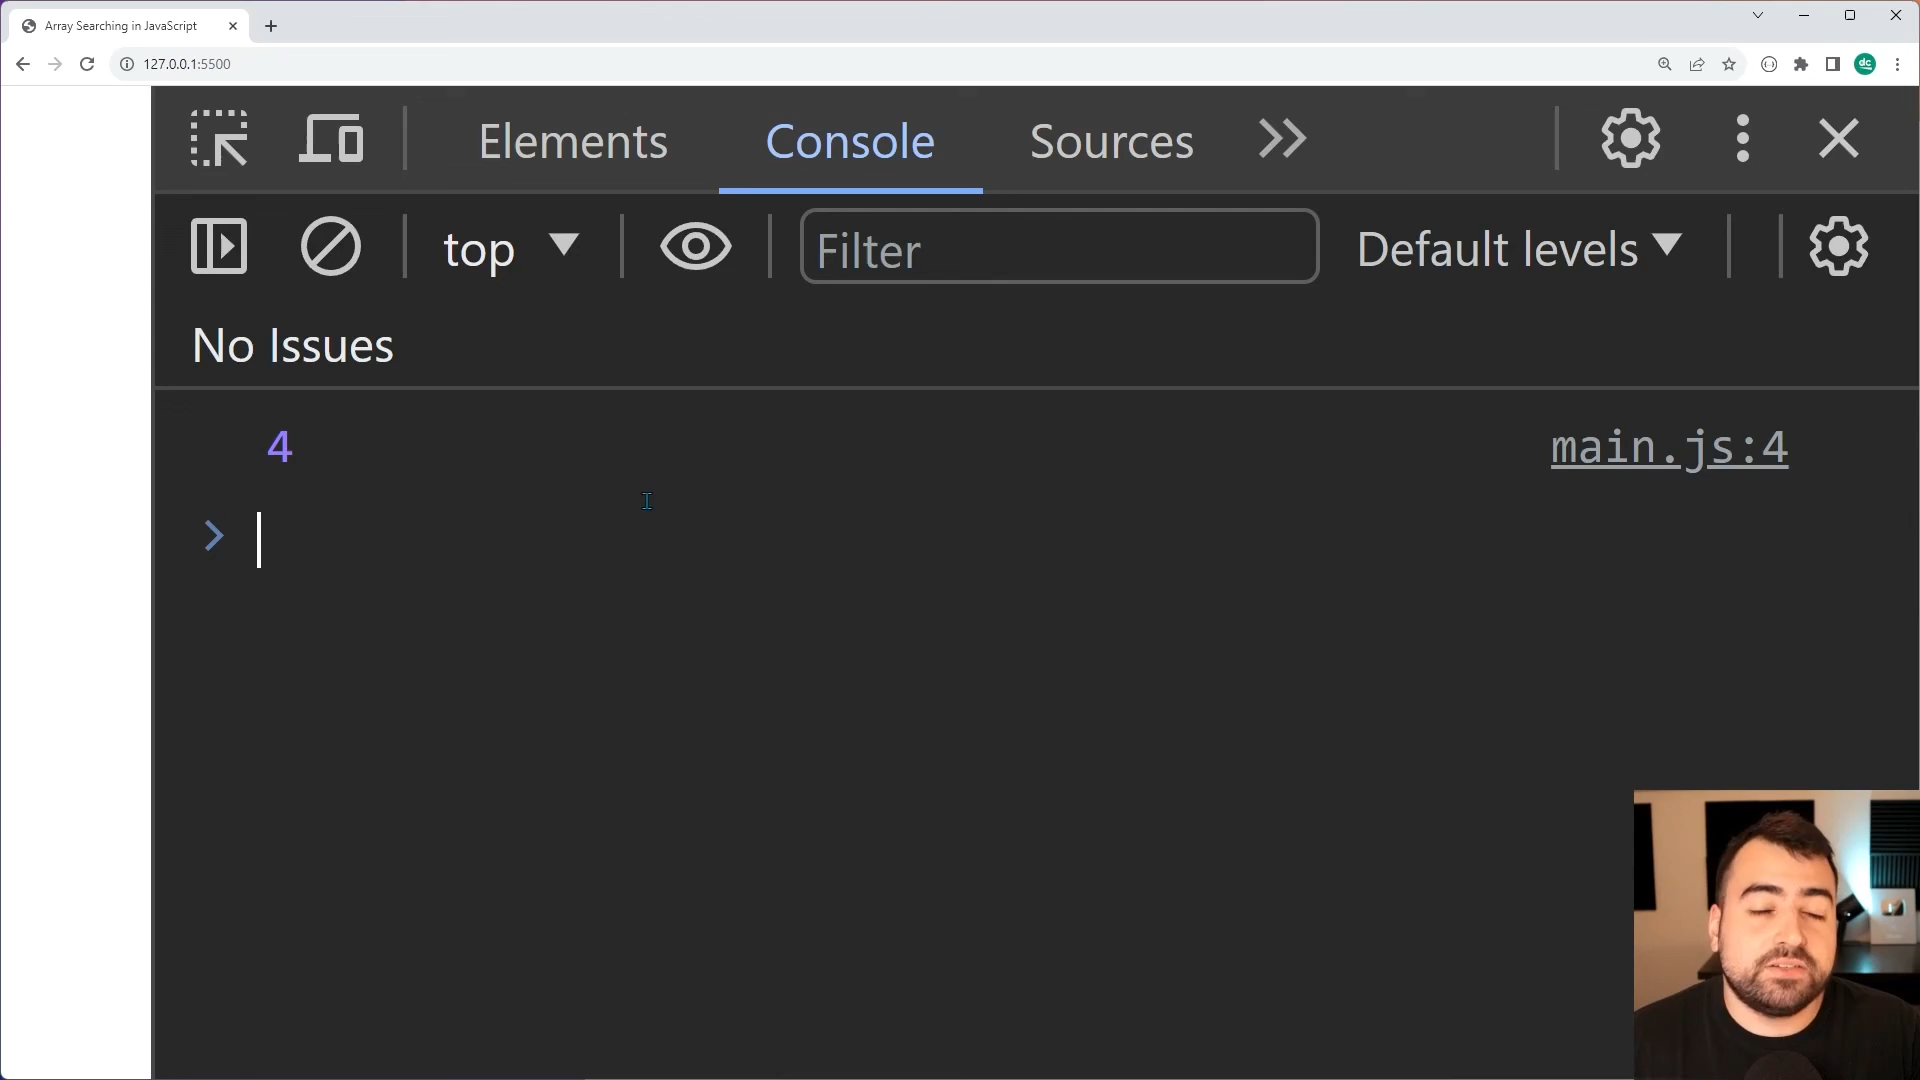 Array Searching in JavaScript
127.0.0.1:5500
Elements Console Sources
top Filter Default levels
No Issues
4 main.js:4
dc